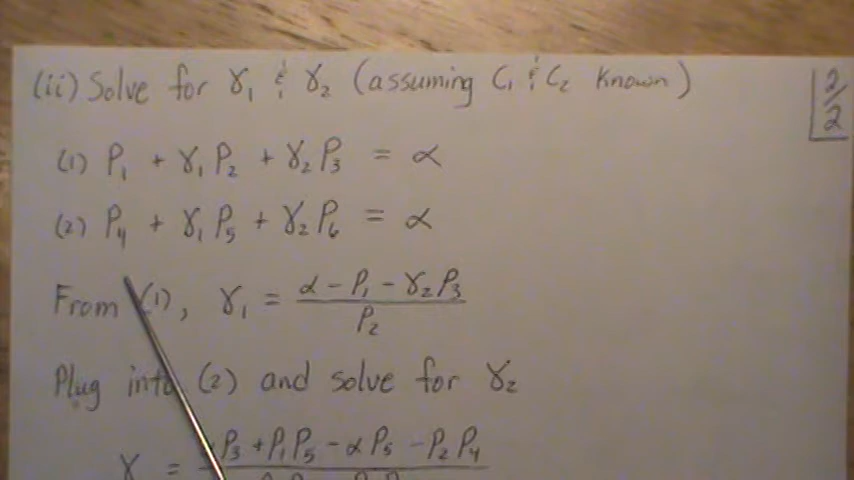 (ii) Solve for γ₁ & γ₂ (assuming C₁ & C₂ known)
2/2
(1) P₁ + γ₁P₂ + γ₂P₃ = α
(2) P₄ + γ₁P₅ + γ₂P₆ = α
From (1), γ₁ = (α - P₁ - γ₂P₃)/P₂
Plug into (2) and solve for γ₂
γ = P₃ + P₁P₅ - αP₅ - P₂P₄